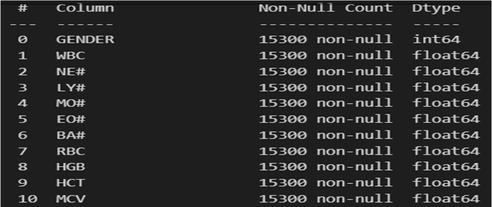 #   Column   Non-Null Count   Dtype
---  ------   --------------   -----
0   GENDER   15300 non-null   int64
1   WBC   15300 non-null   float64
2   NE#   15300 non-null   float64
3   LY#   15300 non-null   float64
4   MO#   15300 non-null   float64
5   EO#   15300 non-null   float64
6   BA#   15300 non-null   float64
7   RBC   15300 non-null   float64
8   HGB   15300 non-null   float64
9   HCT   15300 non-null   float64
10   MCV   15300 non-null   float64